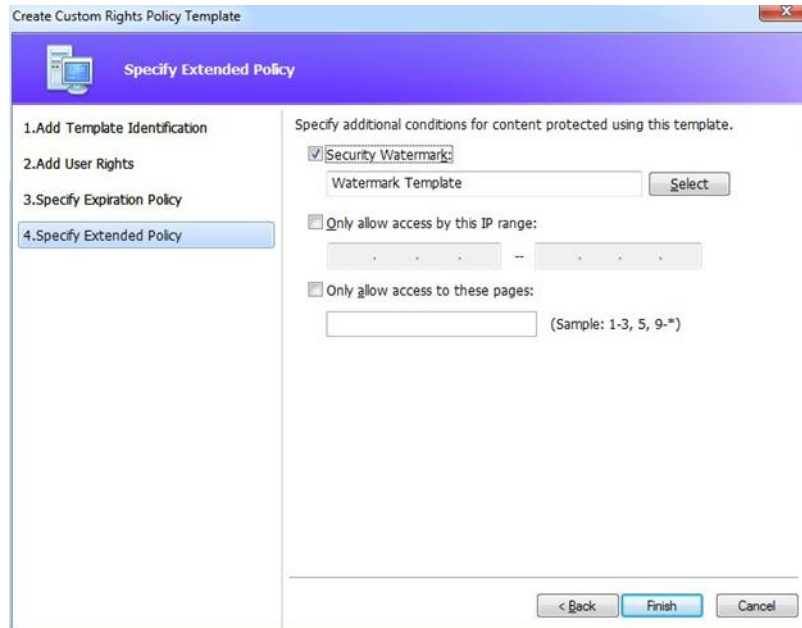 Create Custom Rights Policy Template
Specify Extended Policy
1.Add Template Identification
2.Add User Rights
3.Specify Expiration Policy
4.Specify Extended Policy
Specify additional conditions for content protected using this template.
Security Watermark:
Watermark Template
Select
Only allow access by this IP range:
. . . -- . . .
Only allow access to these pages:
(Sample: 1-3, 5, 9-*)
< Back
Finish
Cancel